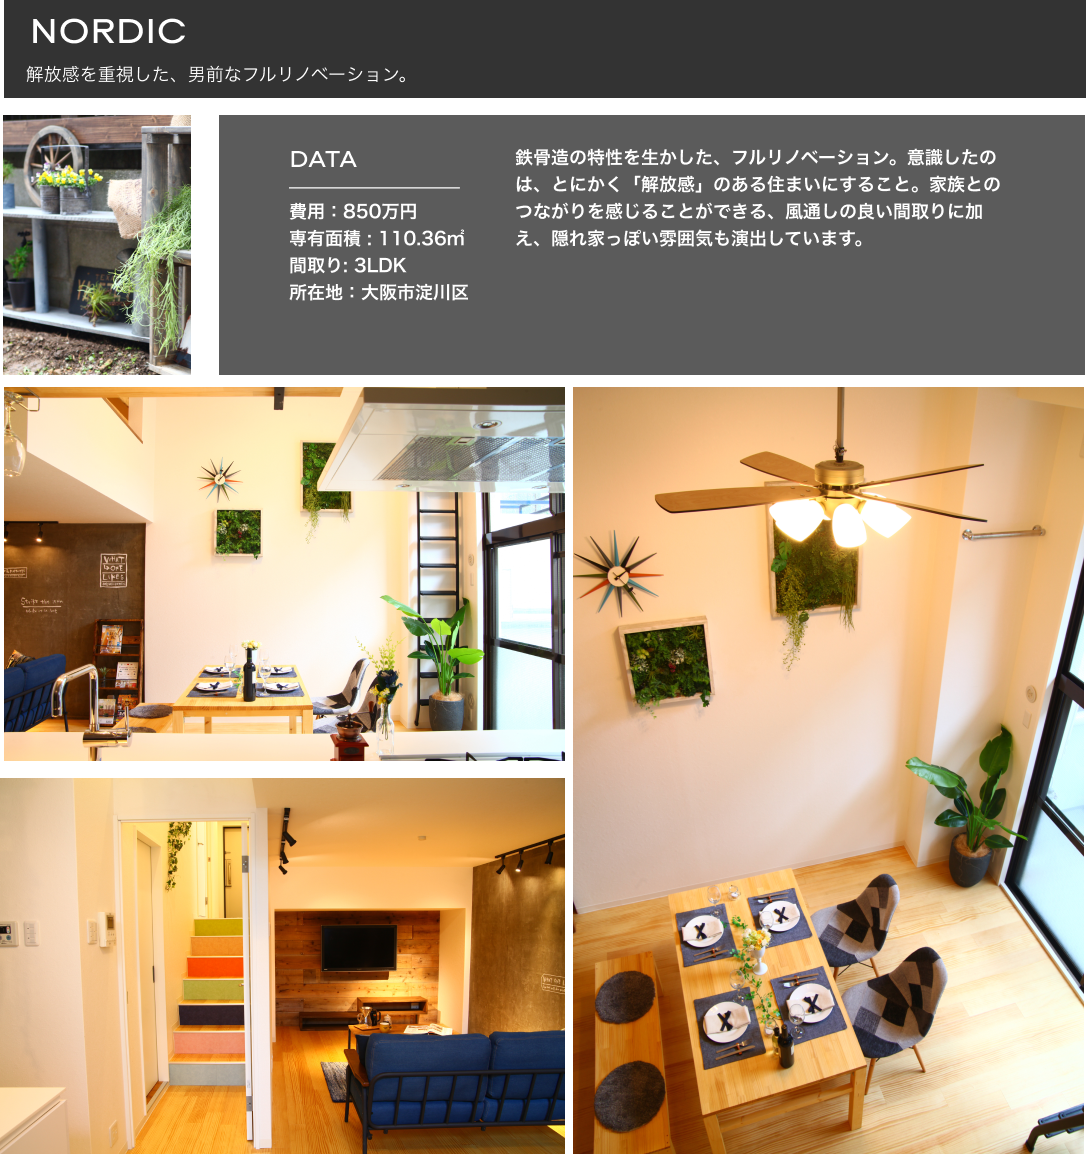 NORDIC
解放感を重視した、男前なフルリノベーション。
DATA
費用：850万円
専有面積 : 110.36㎡
間取り: 3LDK
所在地：大阪市淀川区
鉄骨造の特性を生かした、フルリノベーション。意識したの
は、とにかく「解放感」のある住まいにすること。家族との
つながりを感じることができる、風通しの良い間取りに加
え、隠れ家っぽい雰囲気も演出しています。